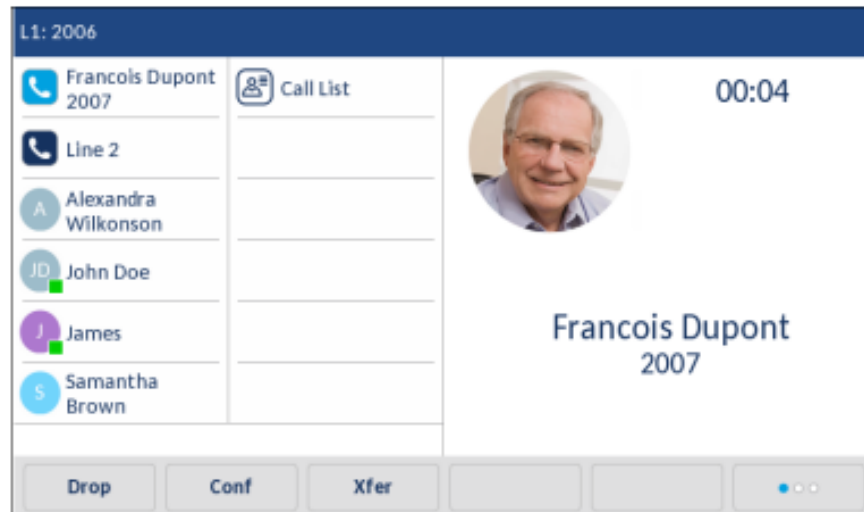 L1: 2006
Francois Dupont
2007
Line 2
A
Alexandra
Wilkonson
JD
John Doe
J
James
S
Samantha
Brown
Call List
00:04
Francois Dupont
2007
Drop
Conf
Xfer